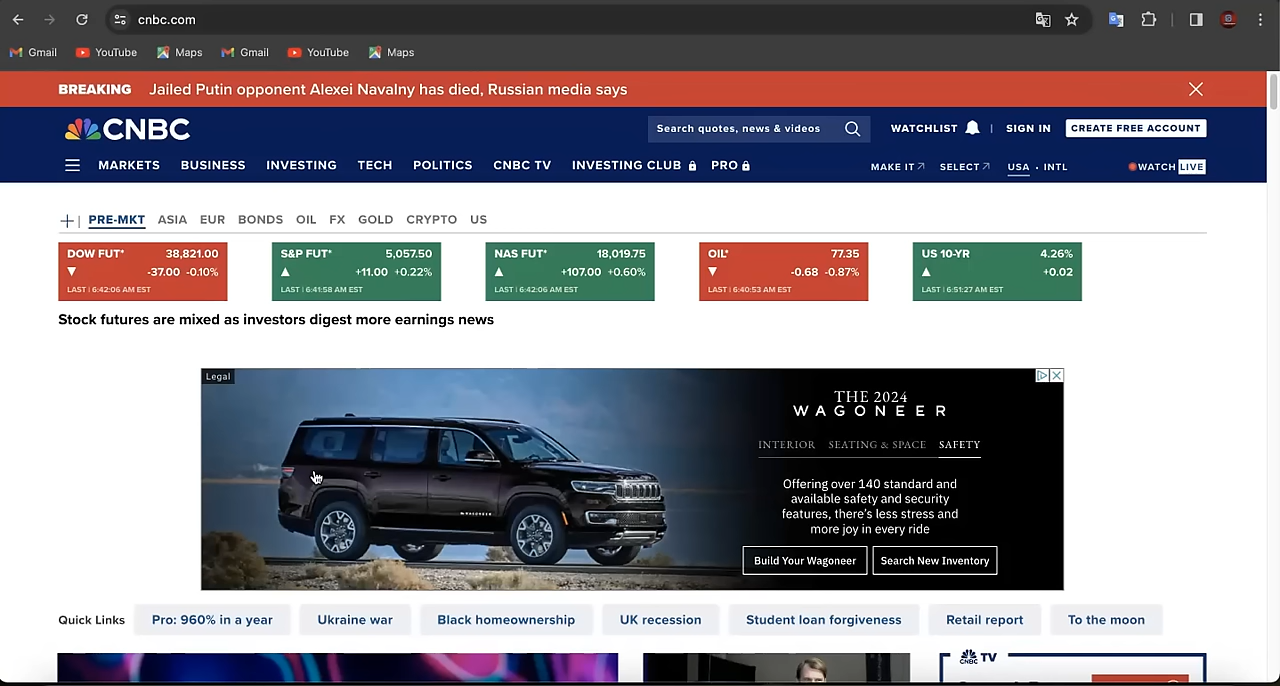 cnbc.com
Gmail YouTube Maps Gmail YouTube Maps
BREAKING Jailed Putin opponent Alexei Navalny has died, Russian media says
CNBC
Search quotes, news & videos
WATCHLIST | SIGN IN CREATE FREE ACCOUNT
MARKETS BUSINESS INVESTING TECH POLITICS CNBC TV INVESTING CLUB PRO
MAKE IT SELECT USA • INTL WATCH LIVE
+ | PRE-MKT ASIA EUR BONDS OIL FX GOLD CRYPTO US
DOW FUT* 38,821.00
▼ -37.00 -0.10%
LAST | 6:42:06 AM EST
S&P FUT* 5,057.50
▲ +11.00 +0.22%
LAST | 6:41:58 AM EST
NAS FUT* 18,019.75
▲ +107.00 +0.60%
LAST | 6:42:06 AM EST
OIL* 77.35
▼ -0.68 -0.87%
LAST | 6:40:53 AM EST
US 10-YR 4.26%
▲ +0.02
LAST | 6:51:27 AM EST
Stock futures are mixed as investors digest more earnings news
Legal
THE 2024
WAGONEER
INTERIOR SEATING & SPACE SAFETY
Offering over 140 standard and
available safety and security
features, there's less stress and
more joy in every ride
Build Your Wagoneer Search New Inventory
Quick Links Pro: 960% in a year Ukraine war Black homeownership UK recession Student loan forgiveness Retail report To the moon
CNBC TV